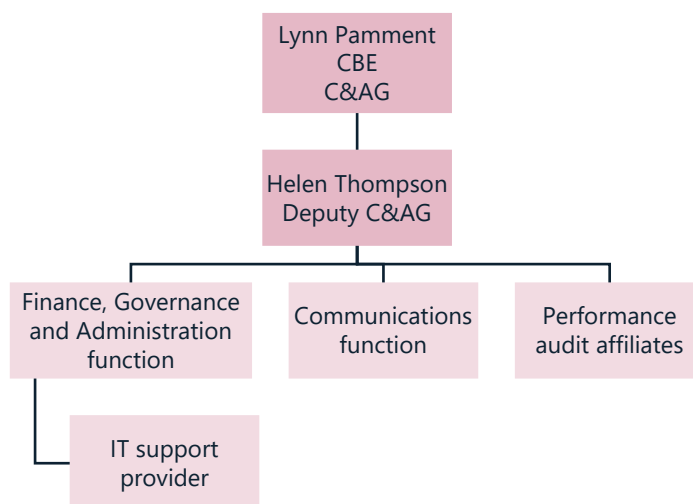 Lynn Pamment
CBE
C&AG
Helen Thompson
Deputy C&AG
Finance, Governance
and Administration
function
Communications
function
Performance
audit affiliates
IT support
provider